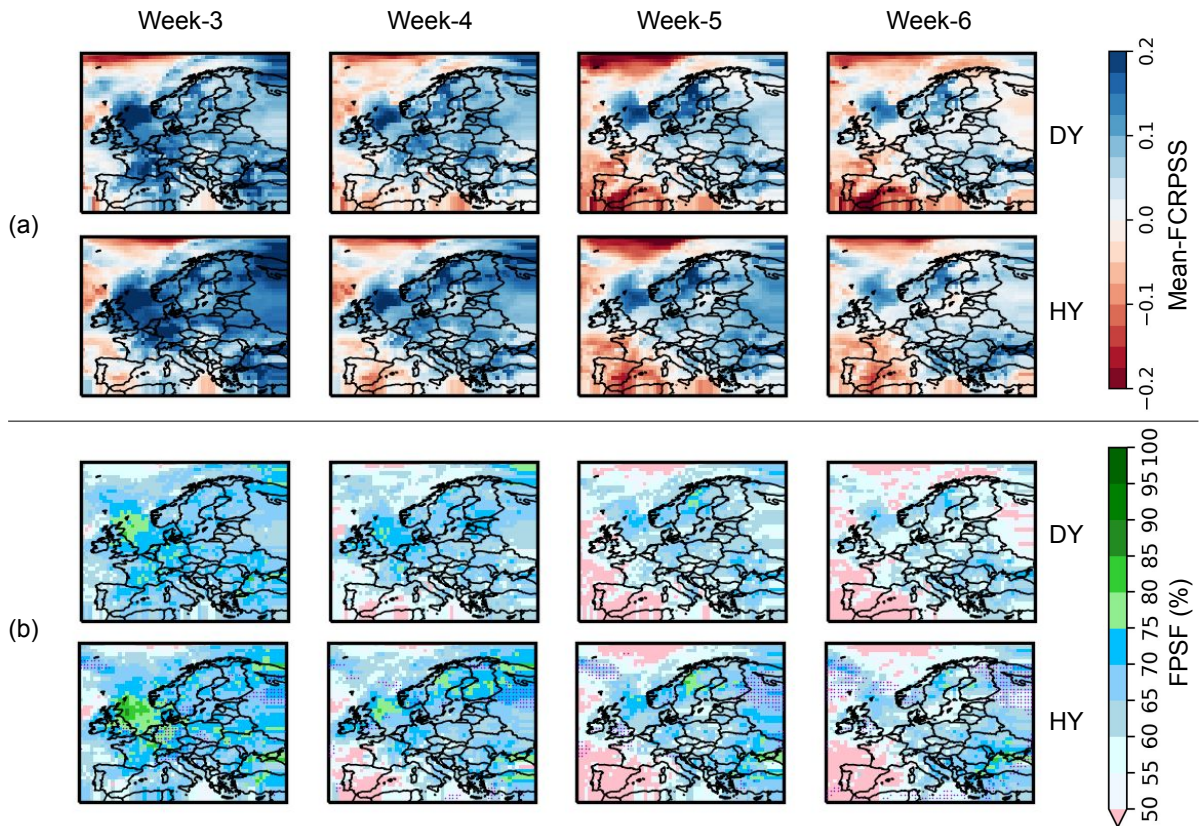 Week-3 Week-4 Week-5 Week-6
(a)
DY
HY
0.2
0.1
0.0
−0.1
−0.2
Mean-FCRPSS
(b)
DY
HY
50 55 60 65 70 75 80 85 90 95 100
FPSF (%)